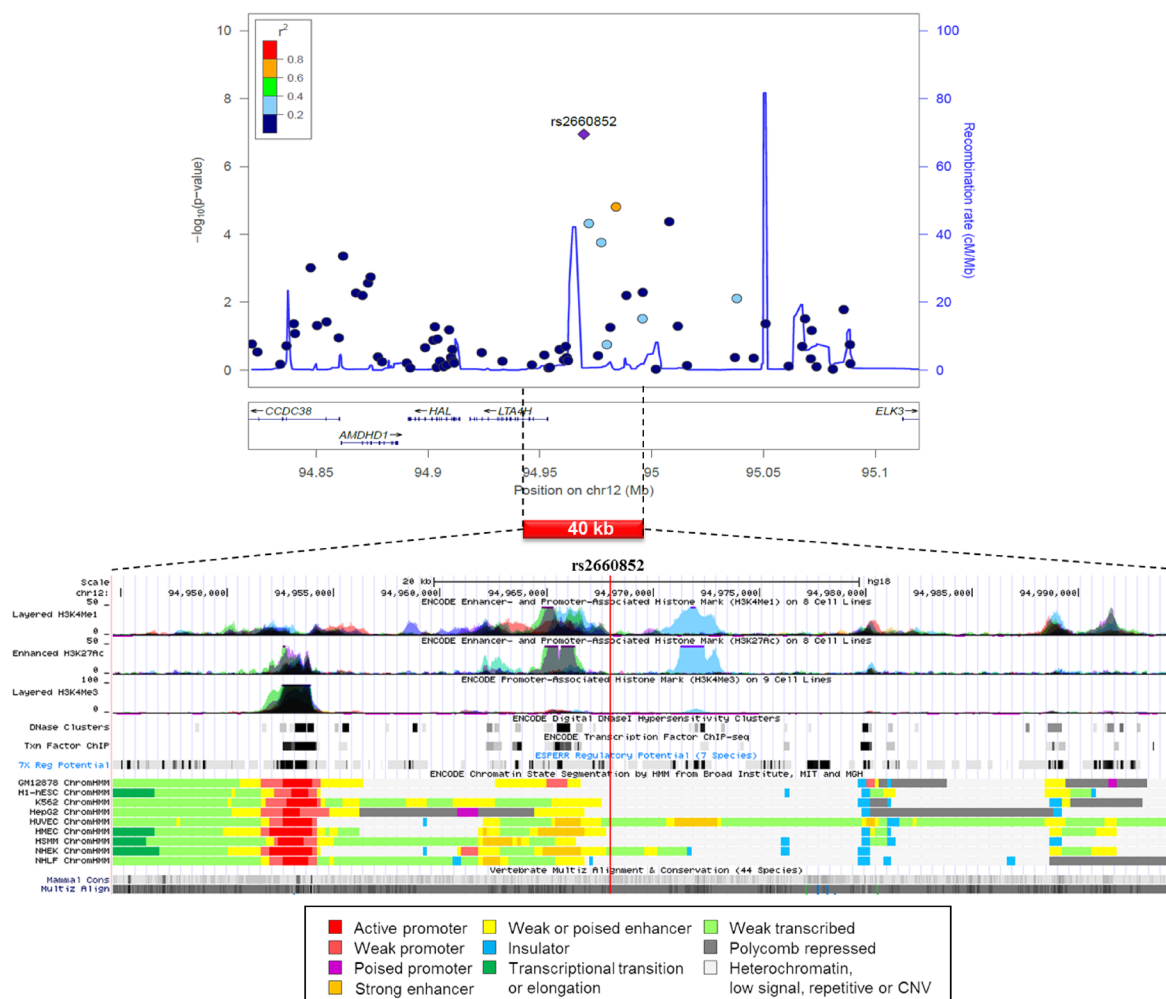 10
8
6
4
2
0
−log10(p−value)
r2
0.8
0.6
0.4
0.2
rs2660852
100
80
60
40
20
0
Recombination rate (cM/Mb)
CCDC38
HAL
LTA4H
ELK3
AMDHD1
94.85
94.9
94.95
95
95.05
95.1
Position on chr12 (Mb)
40 kb
rs2660852
Scale
20 kb
hg18
chr12:
94,950,000
94,955,000
94,960,000
94,965,000
94,970,000
94,975,000
94,980,000
94,985,000
94,990,000
50 _
ENCODE Enhancer- and Promoter-Associated Histone Mark (H3K4Me1) on 8 Cell Lines
Layered H3K4Me1
0 _
50 _
ENCODE Enhancer- and Promoter-Associated Histone Mark (H3K27Ac) on 8 Cell Lines
Enhanced H3K27Ac
0 _
100 _
ENCODE Promoter-Associated Histone Mark (H3K4Me3) on 9 Cell Lines
Layered H3K4Me3
0 _
ENCODE Digital DNaseI Hypersensitivity Clusters
DNase Clusters
ENCODE Transcription Factor ChIP-seq
Txn Factor ChIP
ESPERR Regulatory Potential (7 Species)
7X Reg Potential
ENCODE Chromatin State Segmentation by HMM from Broad Institute, MIT and MGH
GM12878 ChromHMM
H1-hESC ChromHMM
K562 ChromHMM
HepG2 ChromHMM
HUVEC ChromHMM
HMEC ChromHMM
HSMM ChromHMM
NHEK ChromHMM
NHLF ChromHMM
Vertebrate Multiz Alignment & Conservation (44 Species)
Mammal Cons
Multiz Align
Active promoter
Weak promoter
Poised promoter
Strong enhancer
Weak or poised enhancer
Insulator
Transcriptional transition
or elongation
Weak transcribed
Polycomb repressed
Heterochromatin,
low signal, repetitive or CNV